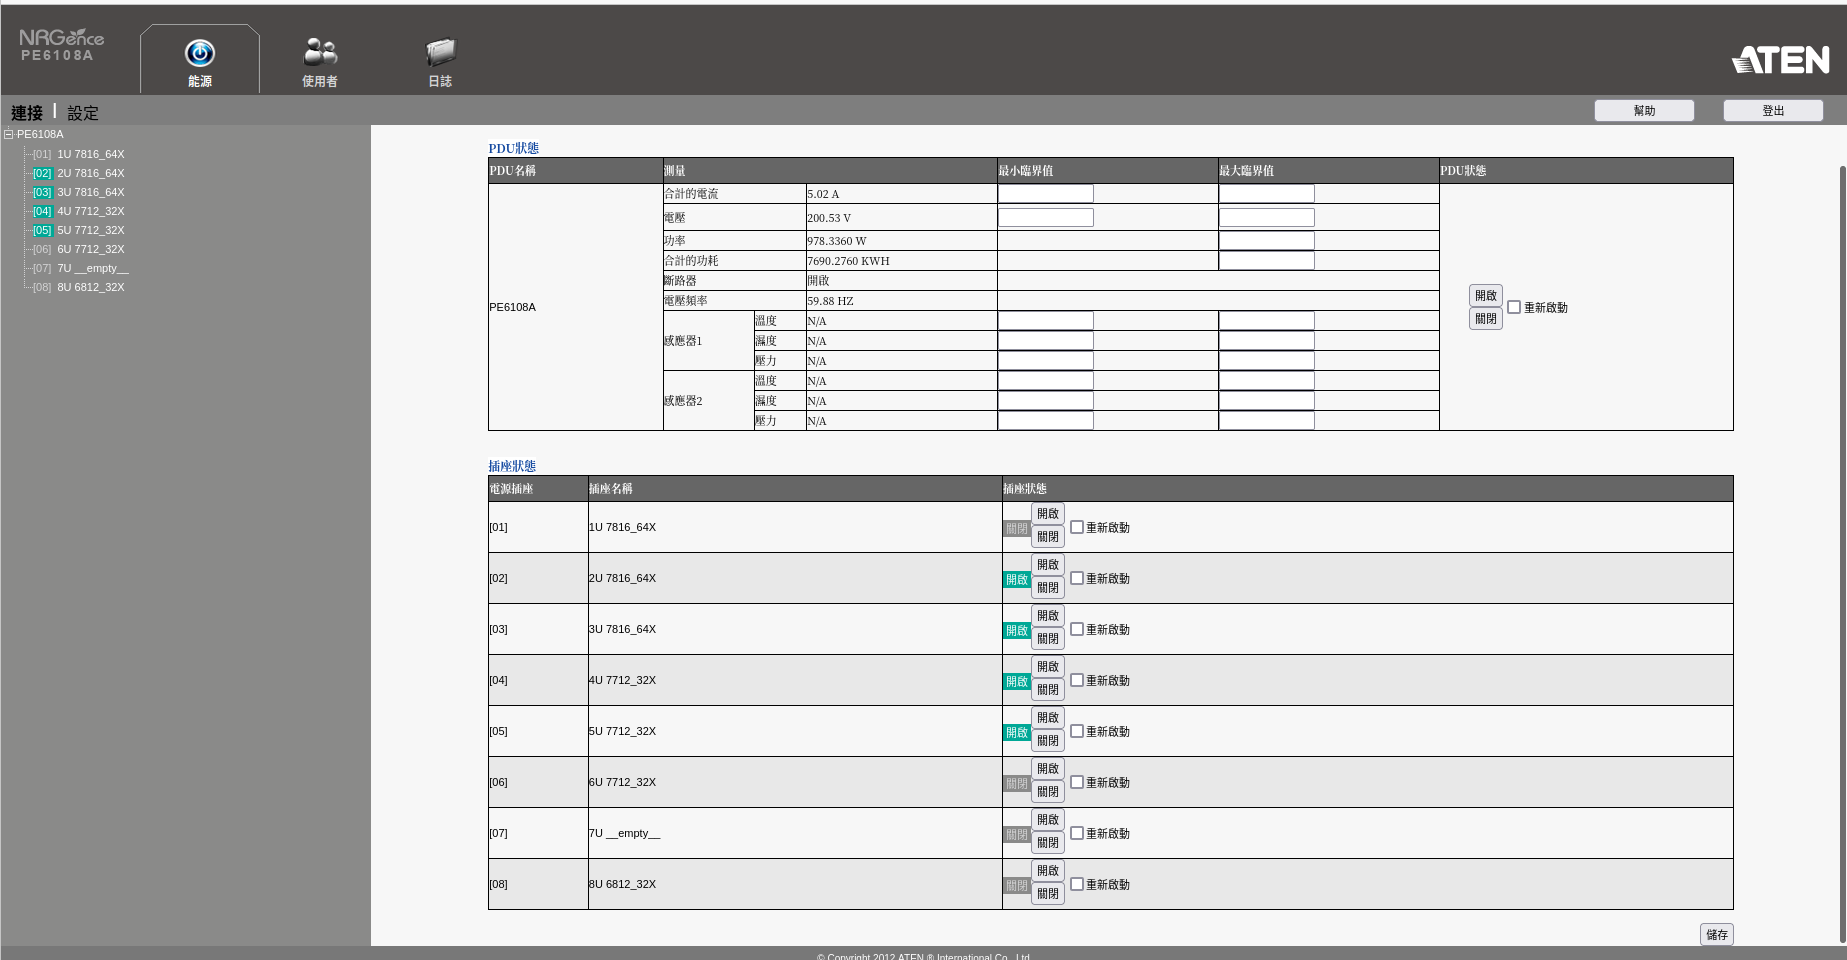 NRGence
PE6108A
能源 使用者 日誌
ATEN
連接 | 設定 幫助 登出
PE6108A
[01] 1U 7816_64X
[02] 2U 7816_64X
[03] 3U 7816_64X
[04] 4U 7712_32X
[05] 5U 7712_32X
[06] 6U 7712_32X
[07] 7U __empty__
[08] 8U 6812_32X
PDU狀態
PDU名稱 測量 最小臨界值 最大臨界值 PDU狀態
合計的電流 5.02 A
電壓 200.53 V
功率 978.3360 W
合計的功耗 7690.2760 KWH
斷路器 開啟
電壓頻率 59.88 HZ
PE6108A
開啟
關閉
重新啟動
感應器1
溫度 N/A
濕度 N/A
壓力 N/A
感應器2
溫度 N/A
濕度 N/A
壓力 N/A
插座狀態
電源插座 插座名稱 插座狀態
[01] 1U 7816_64X 關閉 開啟 關閉 重新啟動
[02] 2U 7816_64X 開啟 開啟 關閉 重新啟動
[03] 3U 7816_64X 開啟 開啟 關閉 重新啟動
[04] 4U 7712_32X 開啟 開啟 關閉 重新啟動
[05] 5U 7712_32X 開啟 開啟 關閉 重新啟動
[06] 6U 7712_32X 關閉 開啟 關閉 重新啟動
[07] 7U __empty__ 關閉 開啟 關閉 重新啟動
[08] 8U 6812_32X 關閉 開啟 關閉 重新啟動
儲存
© Copyright 2012 ATEN ® International Co., Ltd.